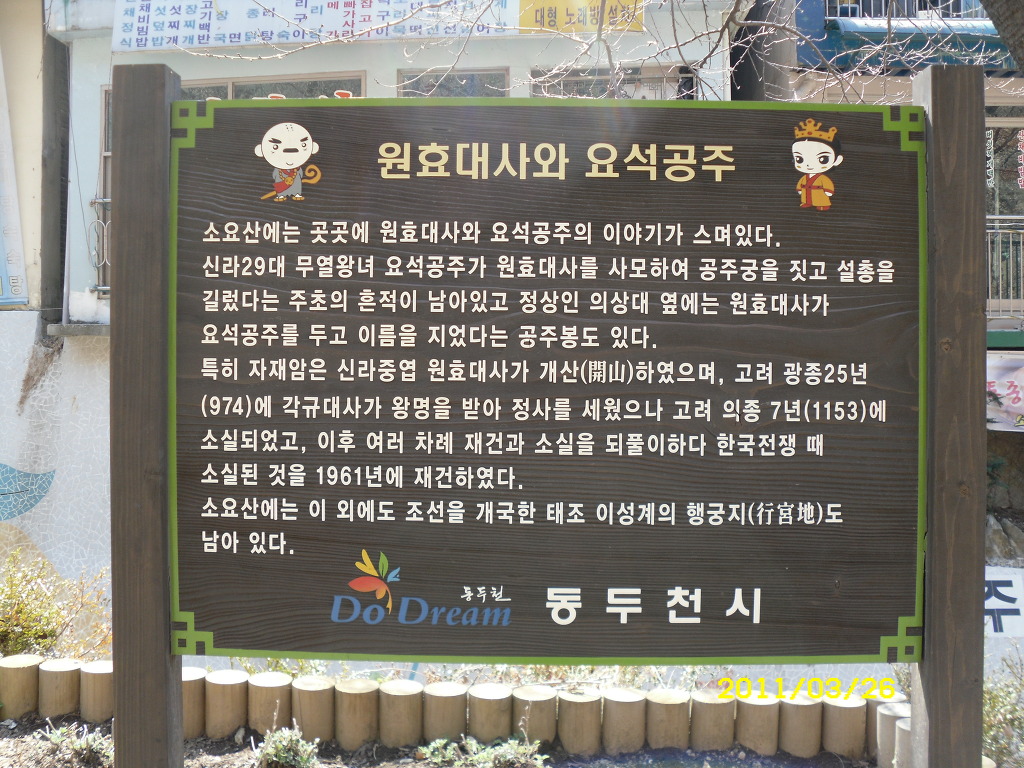 대형 노래방 설치
원효대사와 요석공주
소요산에는 곳곳에 원효대사와 요석공주의 이야기가 스며있다.
신라29대 무열왕녀 요석공주가 원효대사를 사모하여 공주궁을 짓고 설총을
길렀다는 주초의 흔적이 남아있고 정상인 의상대 옆에는 원효대사가
요석공주를 두고 이름을 지었다는 공주봉도 있다.
특히 자재암은 신라중엽 원효대사가 개산(開山)하였으며, 고려 광종25년
(974)에 각규대사가 왕명을 받아 정사를 세웠으나 고려 의종 7년(1153)에
소실되었고, 이후 여러 차례 재건과 소실을 되풀이하다 한국전쟁 때
소실된 것을 1961년에 재건하였다.
소요산에는 이 외에도 조선을 개국한 태조 이성계의 행궁지(行宮地)도
남아 있다.
동두천
Do Dream 동두천시
주
2011/03/26